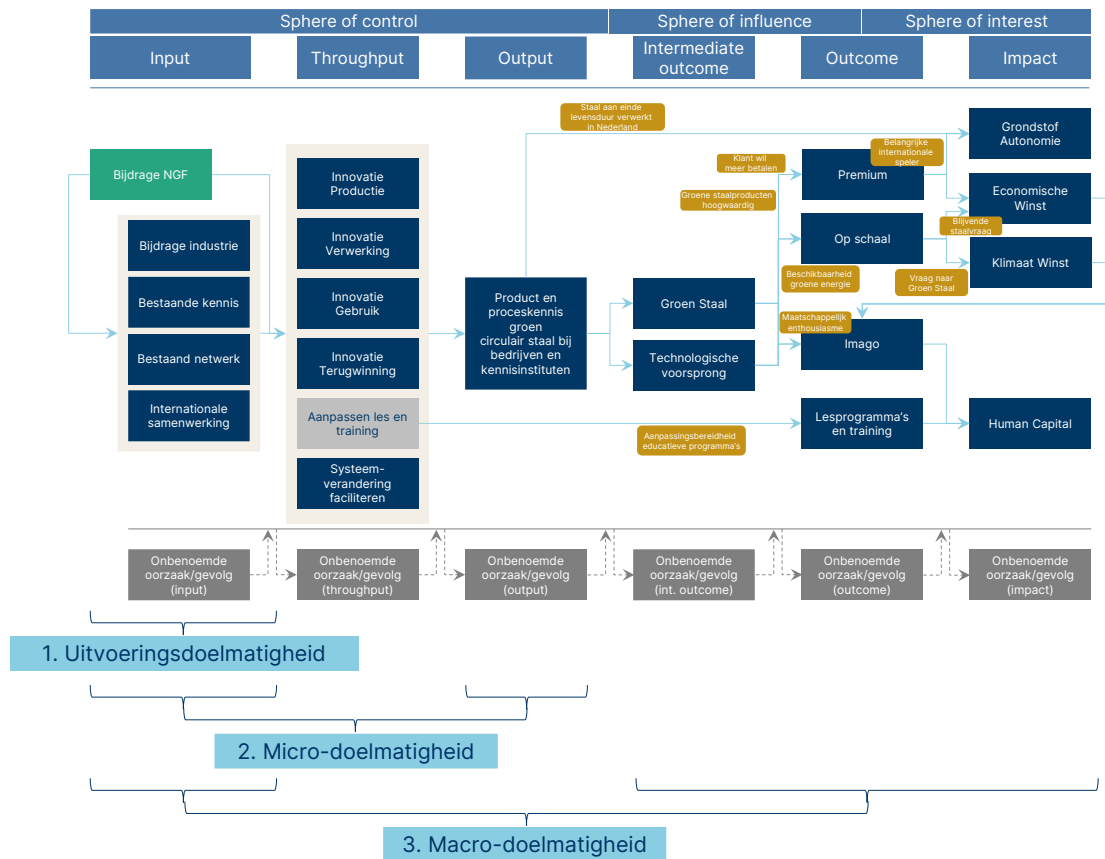 Sphere of control
Sphere of influence
Sphere of interest
Input
Throughput
Output
Intermediate
outcome
Outcome
Impact
Bijdrage NGF
Bijdrage industrie
Bestaande kennis
Bestaand netwerk
Internationale
samenwerking
Innovatie
Productie
Innovatie
Verwerking
Innovatie
Gebruik
Innovatie
Terugwinning
Aanpassen les en
training
Systeem-
verandering
faciliteren
Product en
proceskennis
groen
circulair staal bij
bedrijven en
kennisinstituten
Staal aan einde
levensduur verwerkt
in Nederland
Groen Staal
Technologische
voorsprong
Klant wil
meer betalen
Groene staalproducten
hoogwaardig
Beschikbaarheid
groene energie
Maatschappelijk
enthousiasme
Aanpassingsbereidheid
educatieve programma's
Premium
Op schaal
Imago
Lesprogramma's
en training
Belangrijke
internationale
speler
Blijvende
staalvraag
Vraag naar
Groen Staal
Grondstof
Autonomie
Economische
Winst
Klimaat Winst
Human Capital
Onbenoemde
oorzaak/gevolg
(input)
Onbenoemde
oorzaak/gevolg
(throughput)
Onbenoemde
oorzaak/gevolg
(output)
Onbenoemde
oorzaak/gevolg
(int. outcome)
Onbenoemde
oorzaak/gevolg
(outcome)
Onbenoemde
oorzaak/gevolg
(impact)
1. Uitvoeringsdoelmatigheid
2. Micro-doelmatigheid
3. Macro-doelmatigheid